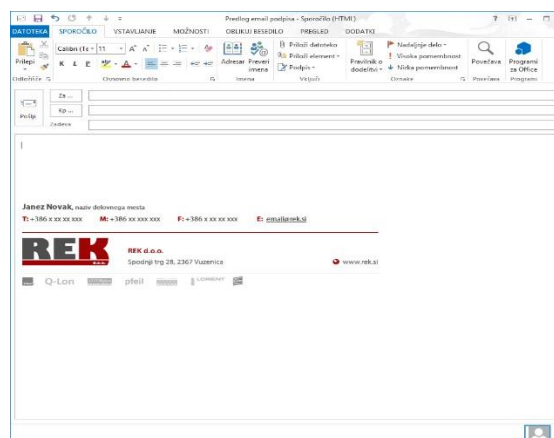 Predlog email podpisa - Sporočilo (HTML)
DATOTEKA SPOROČILO VSTAVLJANJE MOŽNOSTI OBLIKUJ BESEDILO PREGLED DODATKI
Prilepi
Calibri (Te 11
K L P
Adresar Preveri imena
Priloži datoteko
Priloži element
Podpis
Pravilnik o dodelitvi
Nadaljnje delo
Visoka pomembnost
Nizka pomembnost
Povečava
Programi za Office
Odložišče Osnovno besedilo Imena Vključi Oznake Povečava Programi
Pošlji
Za ...
Kp ...
Zadeva
Janez Novak, naziv delovnega mesta
T: +386 x xx xx xxx M: +386 xx xxx xxx F: +386 x xx xx xxx E: email@rek.si
REK d.o.o.
REK d.o.o.
Spodnji trg 28, 2367 Vuzenica www.rek.si
Q-Lon pfeil LORIENT